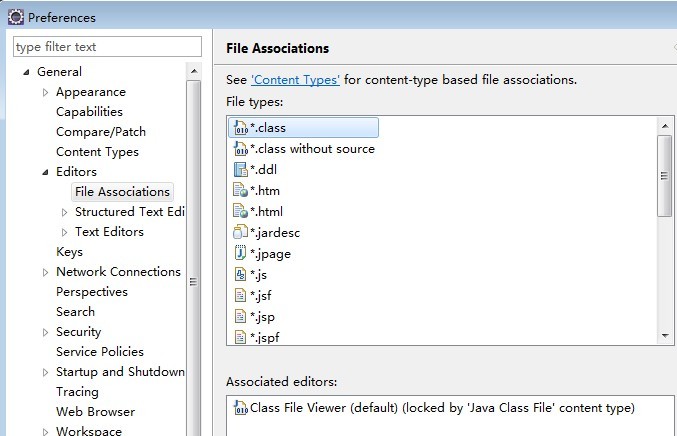 Preferences
type filter text
General
Appearance
Capabilities
Compare/Patch
Content Types
Editors
File Associations
Structured Text Edi
Text Editors
Keys
Network Connections
Perspectives
Search
Security
Service Policies
Startup and Shutdown
Tracing
Web Browser
Workspace
File Associations
See 'Content Types' for content-type based file associations.
File types:
*.class
*.class without source
*.ddl
*.htm
*.html
*.jardesc
*.jpage
*.js
*.jsf
*.jsp
*.jspf
Associated editors:
Class File Viewer (default) (locked by 'Java Class File' content type)